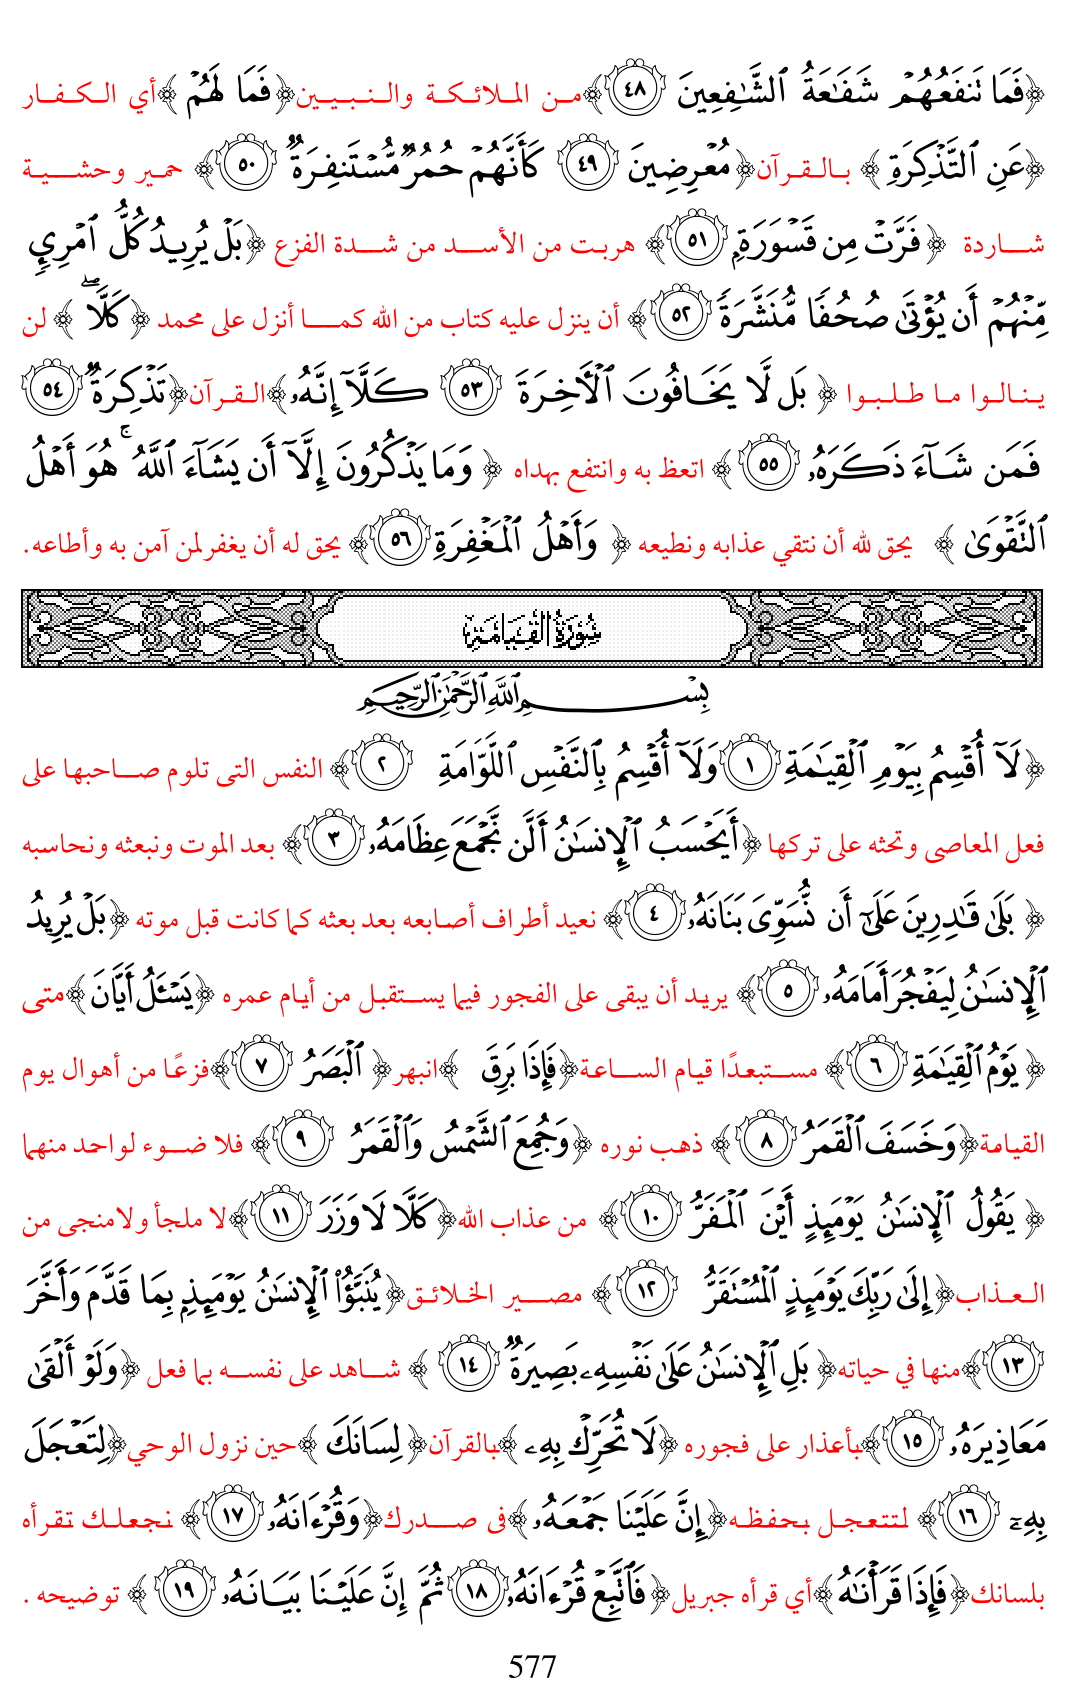 ﴿فَمَا تَنفَعُهُمۡ شَفَـٰعَةُ ٱلشَّـٰفِعِينَ ٤٨﴾من الملائكة والنبيين﴿فَمَا لَهُمۡ﴾أي الكفار
﴿عَنِ ٱلتَّذۡكِرَةِ﴾ بالقرآن﴿مُعۡرِضِينَ ٤٩ كَأَنَّهُمۡ حُمُرٞ مُّسۡتَنفِرَةٞ ٥٠﴾ حمير وحشية
شاردة ﴿فَرَّتۡ مِن قَسۡوَرَةِۭ ٥١﴾ هربت من الأسد من شدة الفزع ﴿بَلۡ يُرِيدُ كُلُّ ٱمۡرِيٕٖ
مِّنۡهُمۡ أَن يُؤۡتَىٰ صُحُفٗا مُّنَشَّرَةٗ ٥٢﴾ أن ينزل عليه كتاب من الله كما أنزل على محمد ﴿كَلَّاۖ﴾ لن
ينالوا ما طلبوا ﴿بَل لَّا يَخَافُونَ ٱلۡأٓخِرَةَ ٥٣ كَلَّآ إِنَّهُۥ﴾القرآن﴿تَذۡكِرَةٞ ٥٤
فَمَن شَآءَ ذَكَرَهُۥ ٥٥﴾ اتعظ به وانتفع بهداه ﴿وَمَا يَذۡكُرُونَ إِلَّآ أَن يَشَآءَ ٱللَّهُۚ هُوَ أَهۡلُ
ٱلتَّقۡوَىٰ﴾ يحق لله أن نتقي عذابه ونطيعه ﴿وَأَهۡلُ ٱلۡمَغۡفِرَةِ ٥٦﴾ يحق له أن يغفرلمن آمن به وأطاعه.
سُورَةُ القِيَامَةِ
بِسۡمِ ٱللَّهِ ٱلرَّحۡمَٰنِ ٱلرَّحِيمِ
﴿لَآ أُقۡسِمُ بِيَوۡمِ ٱلۡقِيَـٰمَةِ ١ وَلَآ أُقۡسِمُ بِٱلنَّفۡسِ ٱللَّوَّامَةِ ٢﴾ النفس التى تلوم صاحبها على
فعل المعاصى وتحثه على تركها ﴿أَيَحۡسَبُ ٱلۡإِنسَـٰنُ أَلَّن نَّجۡمَعَ عِظَامَهُۥ ٣﴾ بعد الموت ونبعثه ونحاسبه
﴿بَلَىٰ قَـٰدِرِينَ عَلَىٰٓ أَن نُّسَوِّىَ بَنَانَهُۥ ٤﴾ نعيد أطراف أصابعه بعد بعثه كما كانت قبل موته ﴿بَلۡ يُرِيدُ
ٱلۡإِنسَـٰنُ لِيَفۡجُرَ أَمَامَهُۥ ٥﴾ يريد أن يبقى على الفجور فيما يستقبل من أيام عمره ﴿يَسۡـَٔلُ أَيَّانَ﴾متى
﴿يَوۡمُ ٱلۡقِيَـٰمَةِ ٦﴾ مستبعدًا قيام الساعة﴿فَإِذَا بَرِقَ﴾انبهر﴿ٱلۡبَصَرُ ٧﴾فزعًا من أهوال يوم
القيامة﴿وَخَسَفَ ٱلۡقَمَرُ ٨﴾ ذهب نوره ﴿وَجُمِعَ ٱلشَّمۡسُ وَٱلۡقَمَرُ ٩﴾ فلا ضوء لواحد منهما
﴿يَقُولُ ٱلۡإِنسَـٰنُ يَوۡمَئِذٍ أَيۡنَ ٱلۡمَفَرُّ ١٠﴾ من عذاب الله﴿كَلَّا لَا وَزَرَ ١١﴾لا ملجأ ولامنجى من
العذاب﴿إِلَىٰ رَبِّكَ يَوۡمَئِذٍ ٱلۡمُسۡتَقَرُّ ١٢﴾ مصير الخلائق﴿يُنَبَّؤُاْ ٱلۡإِنسَـٰنُ يَوۡمَئِذِۭ بِمَا قَدَّمَ وَأَخَّرَ
١٣﴾منها في حياته﴿بَلِ ٱلۡإِنسَـٰنُ عَلَىٰ نَفۡسِهِۦ بَصِيرَةٞ ١٤﴾ شاهد على نفسه بما فعل ﴿وَلَوۡ أَلۡقَىٰ
مَعَاذِيرَهُۥ ١٥﴾بأعذار على فجوره ﴿لَا تُحَرِّكۡ بِهِۦ﴾بالقرآن﴿لِسَانَكَ﴾حين نزول الوحي﴿لِتَعۡجَلَ
بِهِۦٓ ١٦﴾ لتتعجل بحفظه﴿إِنَّ عَلَيۡنَا جَمۡعَهُۥ﴾فى صدرك﴿وَقُرۡءَانَهُۥ ١٧﴾ نجعلك تقرأه
بلسانك﴿فَإِذَا قَرَأۡنَـٰهُ﴾أي قرأه جبريل﴿فَٱتَّبِعۡ قُرۡءَانَهُۥ ١٨ ثُمَّ إِنَّ عَلَيۡنَا بَيَانَهُۥ ١٩﴾ توضيحه .
577